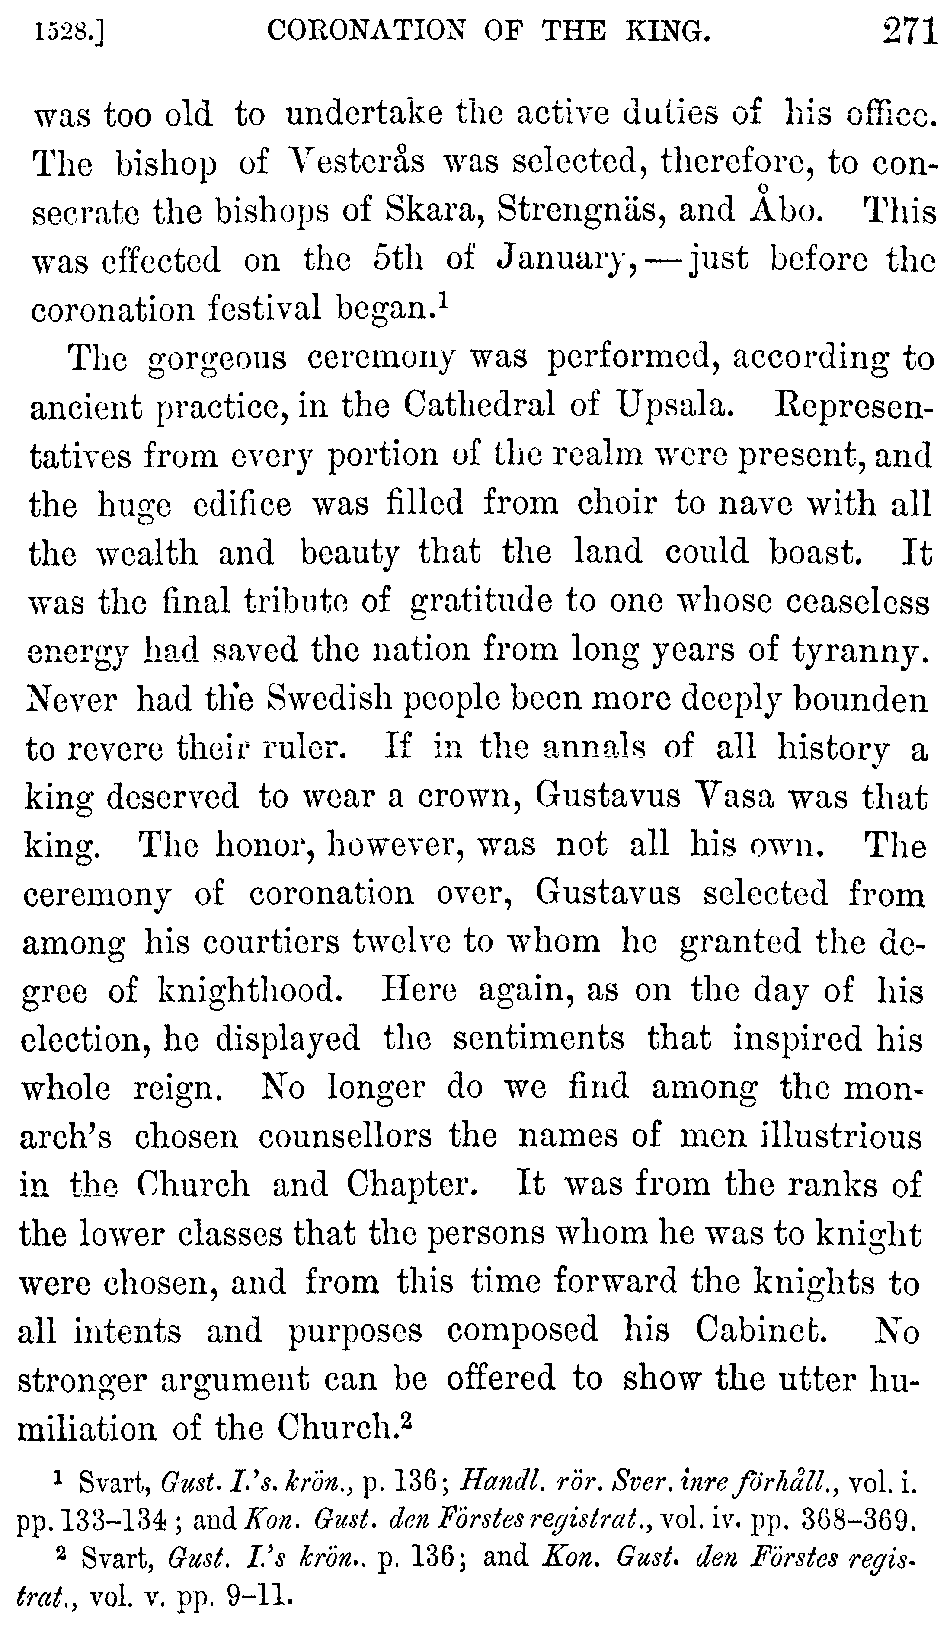 1528.] CORONATION OF THE KING. 271
was too old to undertake the active duties of his office.
The bishop of Vesterås was selected, therefore, to con-
secrate the bishops of Skara, Strengnäs, and Åbo. This
was effected on the 5th of January,—just before the
coronation festival began.¹
The gorgeous ceremony was performed, according to
ancient practice, in the Cathedral of Upsala. Represen-
tatives from every portion of the realm were present, and
the huge edifice was filled from choir to nave with all
the wealth and beauty that the land could boast. It
was the final tribute of gratitude to one whose ceaseless
energy had saved the nation from long years of tyranny.
Never had the Swedish people been more deeply bounden
to revere their ruler. If in the annals of all history a
king deserved to wear a crown, Gustavus Vasa was that
king. The honor, however, was not all his own. The
ceremony of coronation over, Gustavus selected from
among his courtiers twelve to whom he granted the de-
gree of knighthood. Here again, as on the day of his
election, he displayed the sentiments that inspired his
whole reign. No longer do we find among the mon-
arch's chosen counsellors the names of men illustrious
in the Church and Chapter. It was from the ranks of
the lower classes that the persons whom he was to knight
were chosen, and from this time forward the knights to
all intents and purposes composed his Cabinet. No
stronger argument can be offered to show the utter hu-
miliation of the Church.²
¹ Svart, Gust. I.'s. krön., p. 136; Handl. rör. Sver. inre förhåll., vol. i.
pp. 133–134; and Kon. Gust. den Förstes registrat., vol. iv. pp. 368–369.
² Svart, Gust. I.'s krön.. p. 136; and Kon. Gust. den Förstes regis-
trat., vol. v. pp. 9–11.